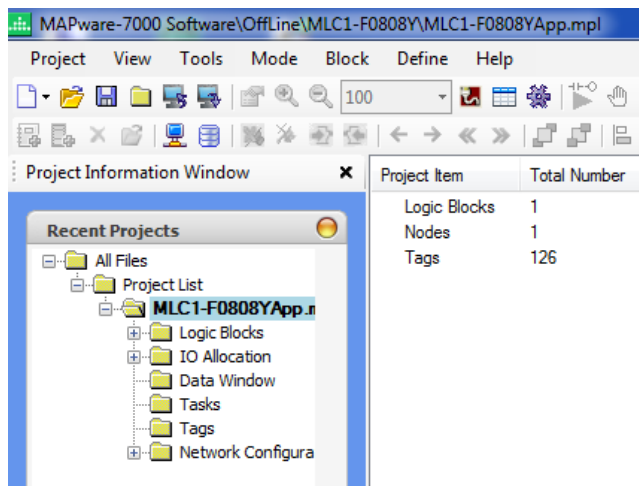 MAPware-7000 Software\OffLine\MLC1-F0808Y\MLC1-F0808YApp.mpl
Project View Tools Mode Block Define Help
100
Project Information Window
Project Item Total Number
Logic Blocks 1
Nodes 1
Tags 126
Recent Projects
All Files
Project List
MLC1-F0808YApp.
Logic Blocks
IO Allocation
Data Window
Tasks
Tags
Network Configura